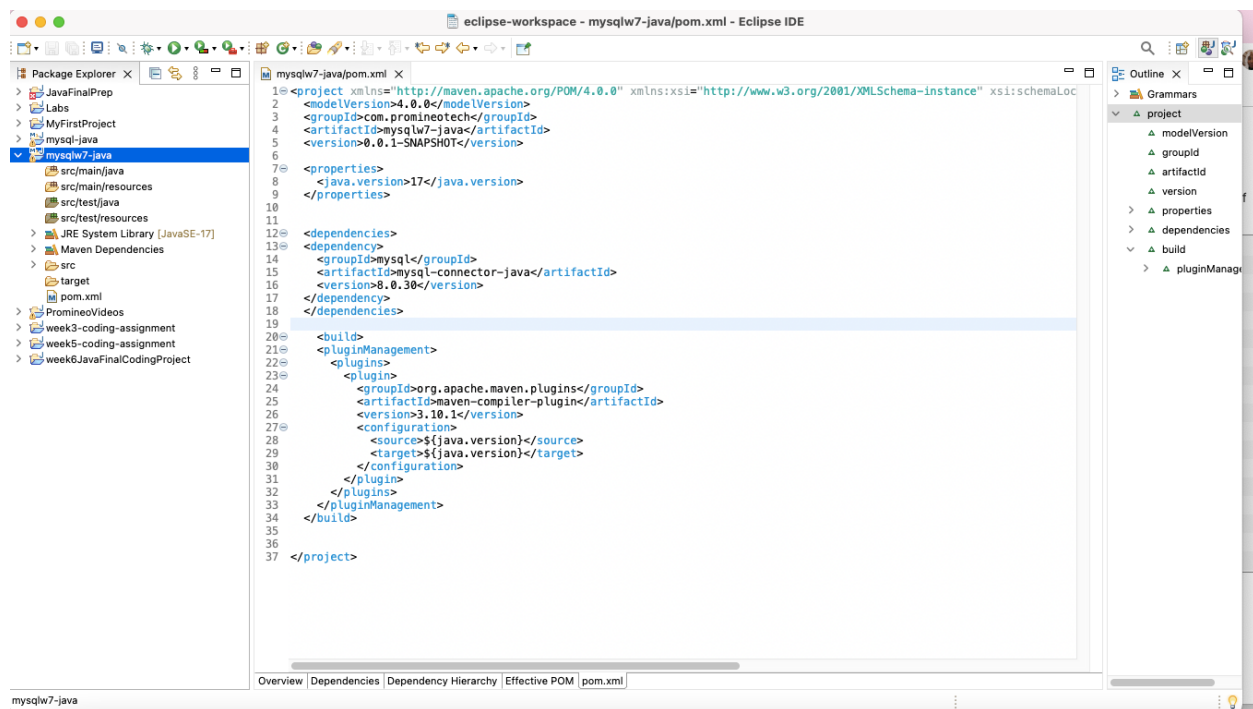 eclipse-workspace - mysqlw7-java/pom.xml - Eclipse IDE
Package Explorer
JavaFinalPrep
Labs
MyFirstProject
mysql-java
mysqlw7-java
src/main/java
src/main/resources
src/test/java
src/test/resources
JRE System Library [JavaSE-17]
Maven Dependencies
src
target
pom.xml
PromineoVideos
week3-coding-assignment
week5-coding-assignment
week6JavaFinalCodingProject
mysqlw7-java/pom.xml
1 <project xmlns="http://maven.apache.org/POM/4.0.0" xmlns:xsi="http://www.w3.org/2001/XMLSchema-instance" xsi:schemaLoc
2 <modelVersion>4.0.0</modelVersion>
3 <groupId>com.promineotech</groupId>
4 <artifactId>mysqlw7-java</artifactId>
5 <version>0.0.1-SNAPSHOT</version>
6
7 <properties>
8 <java.version>17</java.version>
9 </properties>
10
11
12 <dependencies>
13 <dependency>
14 <groupId>mysql</groupId>
15 <artifactId>mysql-connector-java</artifactId>
16 <version>8.0.30</version>
17 </dependency>
18 </dependencies>
19
20 <build>
21 <pluginManagement>
22 <plugins>
23 <plugin>
24 <groupId>org.apache.maven.plugins</groupId>
25 <artifactId>maven-compiler-plugin</artifactId>
26 <version>3.10.1</version>
27 <configuration>
28 <source>${java.version}</source>
29 <target>${java.version}</target>
30 </configuration>
31 </plugin>
32 </plugins>
33 </pluginManagement>
34 </build>
35
36
37 </project>
Overview Dependencies Dependency Hierarchy Effective POM pom.xml
Outline
Grammars
project
modelVersion
groupId
artifactId
version
properties
dependencies
build
pluginManage
mysqlw7-java